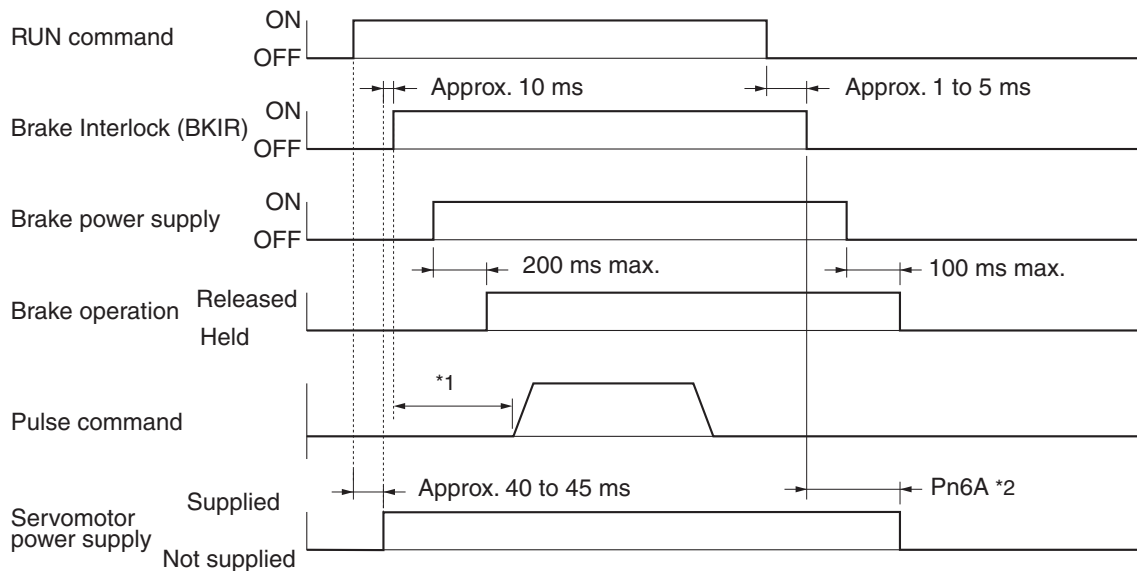 RUN command
ON
OFF
Approx. 10 ms
Approx. 1 to 5 ms
Brake Interlock (BKIR)
ON
OFF
Brake power supply
ON
OFF
200 ms max.
100 ms max.
Brake operation
Released
Held
*1
Pulse command
Approx. 40 to 45 ms
Pn6A *2
Servomotor
power supply
Supplied
Not supplied